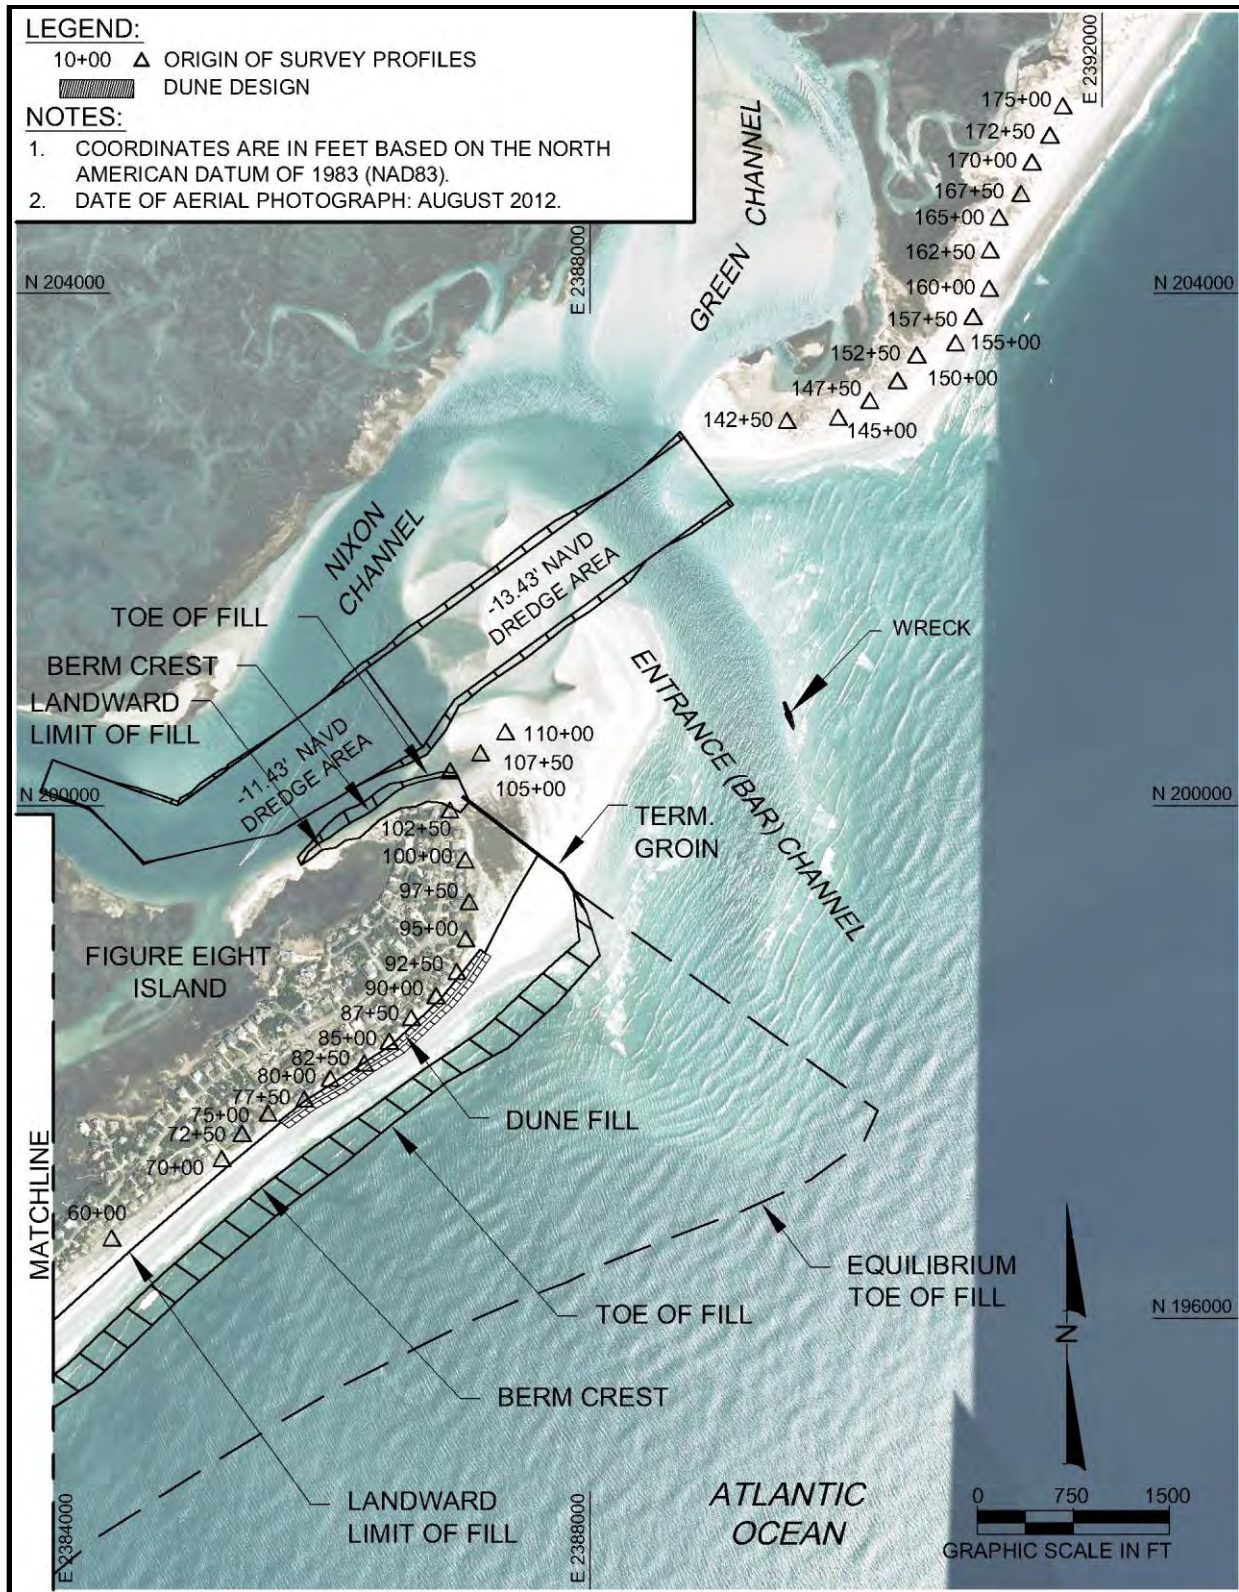 LEGEND:
10+00 △ ORIGIN OF SURVEY PROFILES
DUNE DESIGN
NOTES:
1. COORDINATES ARE IN FEET BASED ON THE NORTH
AMERICAN DATUM OF 1983 (NAD83).
2. DATE OF AERIAL PHOTOGRAPH: AUGUST 2012.
E 2392000
175+00
172+50
170+00
167+50
165+00
162+50
160+00
157+50
155+00
152+50
150+00
147+50
145+00
142+50
GREEN CHANNEL
E 2388000
N 204000
N 204000
NIXON
CHANNEL
-13.43' NAVD
DREDGE AREA
TOE OF FILL
BERM CREST
LANDWARD
LIMIT OF FILL
WRECK
ENTRANCE (BAR) CHANNEL
-11.43' NAVD
DREDGE AREA
110+00
107+50
105+00
N 200000
N 200000
TERM.
GROIN
102+50
100+00
97+50
95+00
92+50
90+00
87+50
85+00
82+50
80+00
77+50
75+00
72+50
70+00
60+00
FIGURE EIGHT
ISLAND
DUNE FILL
MATCHLINE
EQUILIBRIUM
TOE OF FILL
TOE OF FILL
N 196000
N
BERM CREST
LANDWARD
LIMIT OF FILL
ATLANTIC
OCEAN
E 2384000
E 2388000
0 750 1500
GRAPHIC SCALE IN FT